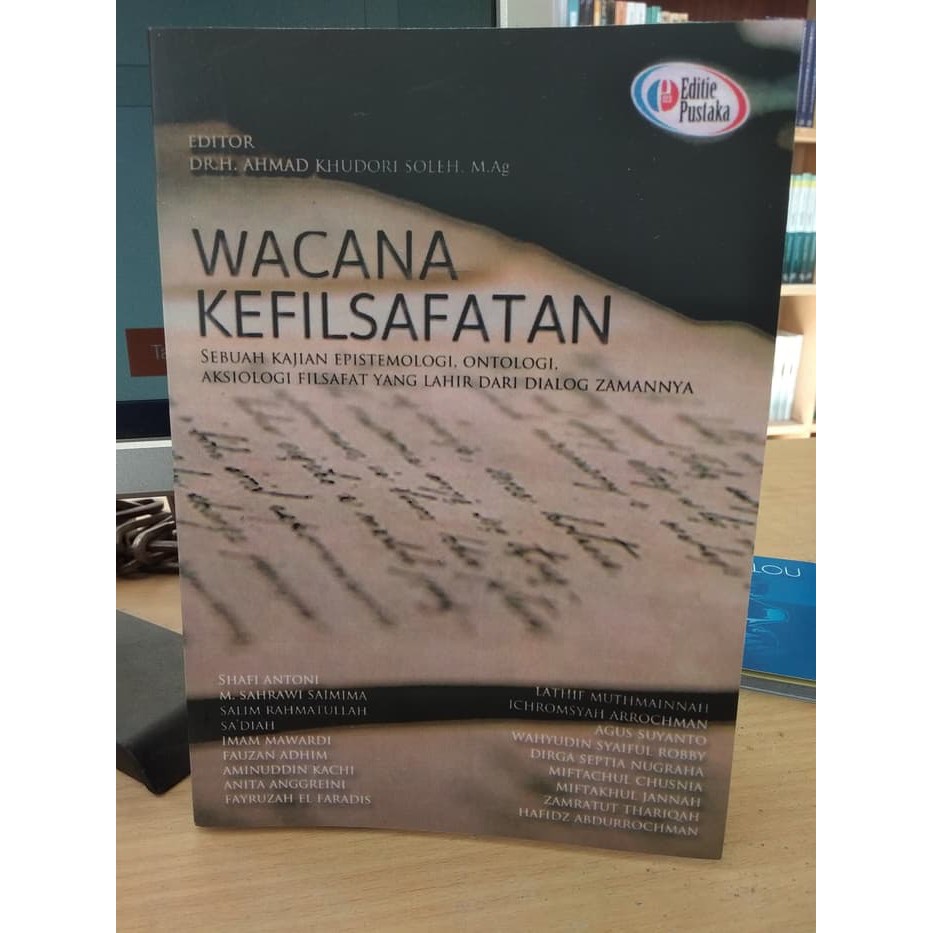 Editie
Pustaka
EDITOR
DR.H. AHMAD KHUDORI SOLEH, M.Ag
WACANA
KEFILSAFATAN
SEBUAH KAJIAN EPISTEMOLOGI, ONTOLOGI,
AKSIOLOGI FILSAFAT YANG LAHIR DARI DIALOG ZAMANNYA
SHAFI ANTONI
M. SAHRAWI SAIMIMA
SALIM RAHMATULLAH
SA'DIAH
IMAM MAWARDI
FAUZAN ADHIM
AMINUDDIN KACHI
ANITA ANGGREINI
FAYRUZAH EL FARADIS
LATHIF MUTHMAINNAH
ICHROMSYAH ARROCHMAN
AGUS SUYANTO
WAHYUDIN SYAIFUL ROBBY
DIRGA SEPTIA NUGRAHA
MIFTACHUL CHUSNIA
MIFTAKHUL JANNAH
ZAMRATUT THARIQAH
HAFIDZ ABDURROCHMAN